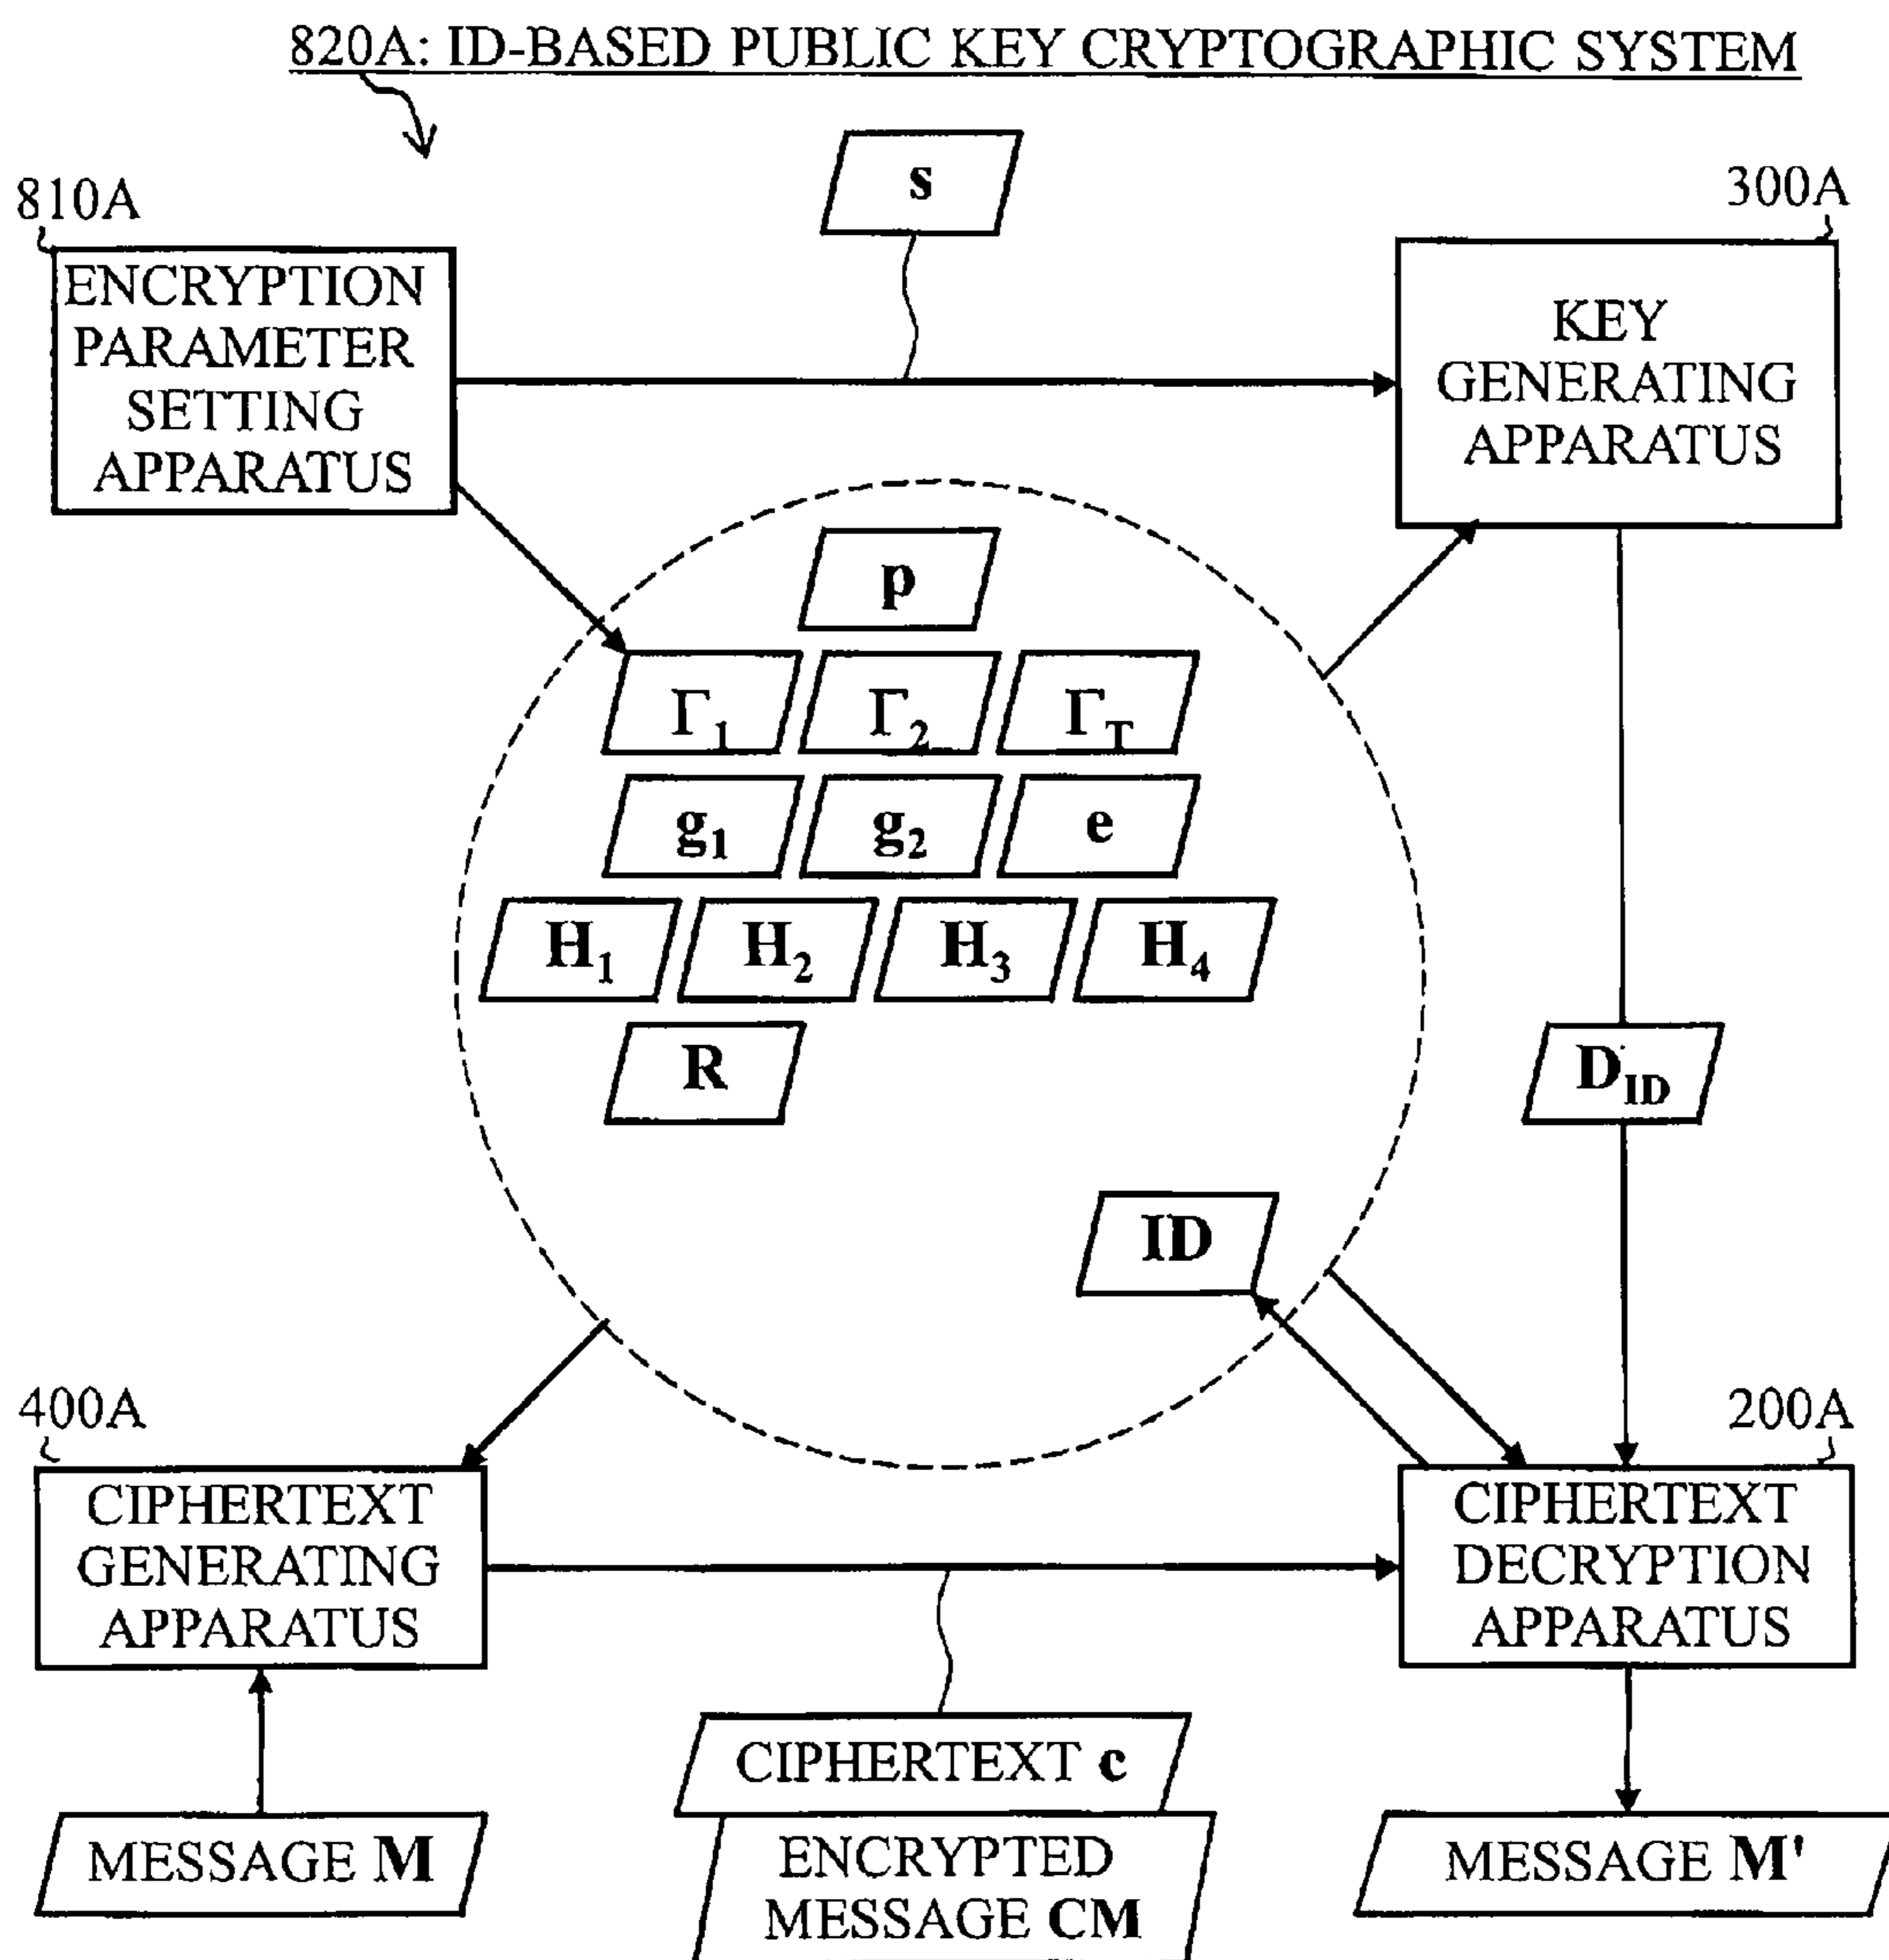 820A: ID-BASED PUBLIC KEY CRYPTOGRAPHIC SYSTEM
s
810A
300A
ENCRYPTION
PARAMETER
SETTING
APPARATUS
KEY
GENERATING
APPARATUS
p
Γ₁ Γ₂ Γ_T
g₁ g₂ e
H₁ H₂ H₃ H₄
R
D_ID
ID
400A
200A
CIPHERTEXT
GENERATING
APPARATUS
CIPHERTEXT
DECRYPTION
APPARATUS
CIPHERTEXT c
ENCRYPTED
MESSAGE CM
MESSAGE M
MESSAGE M'